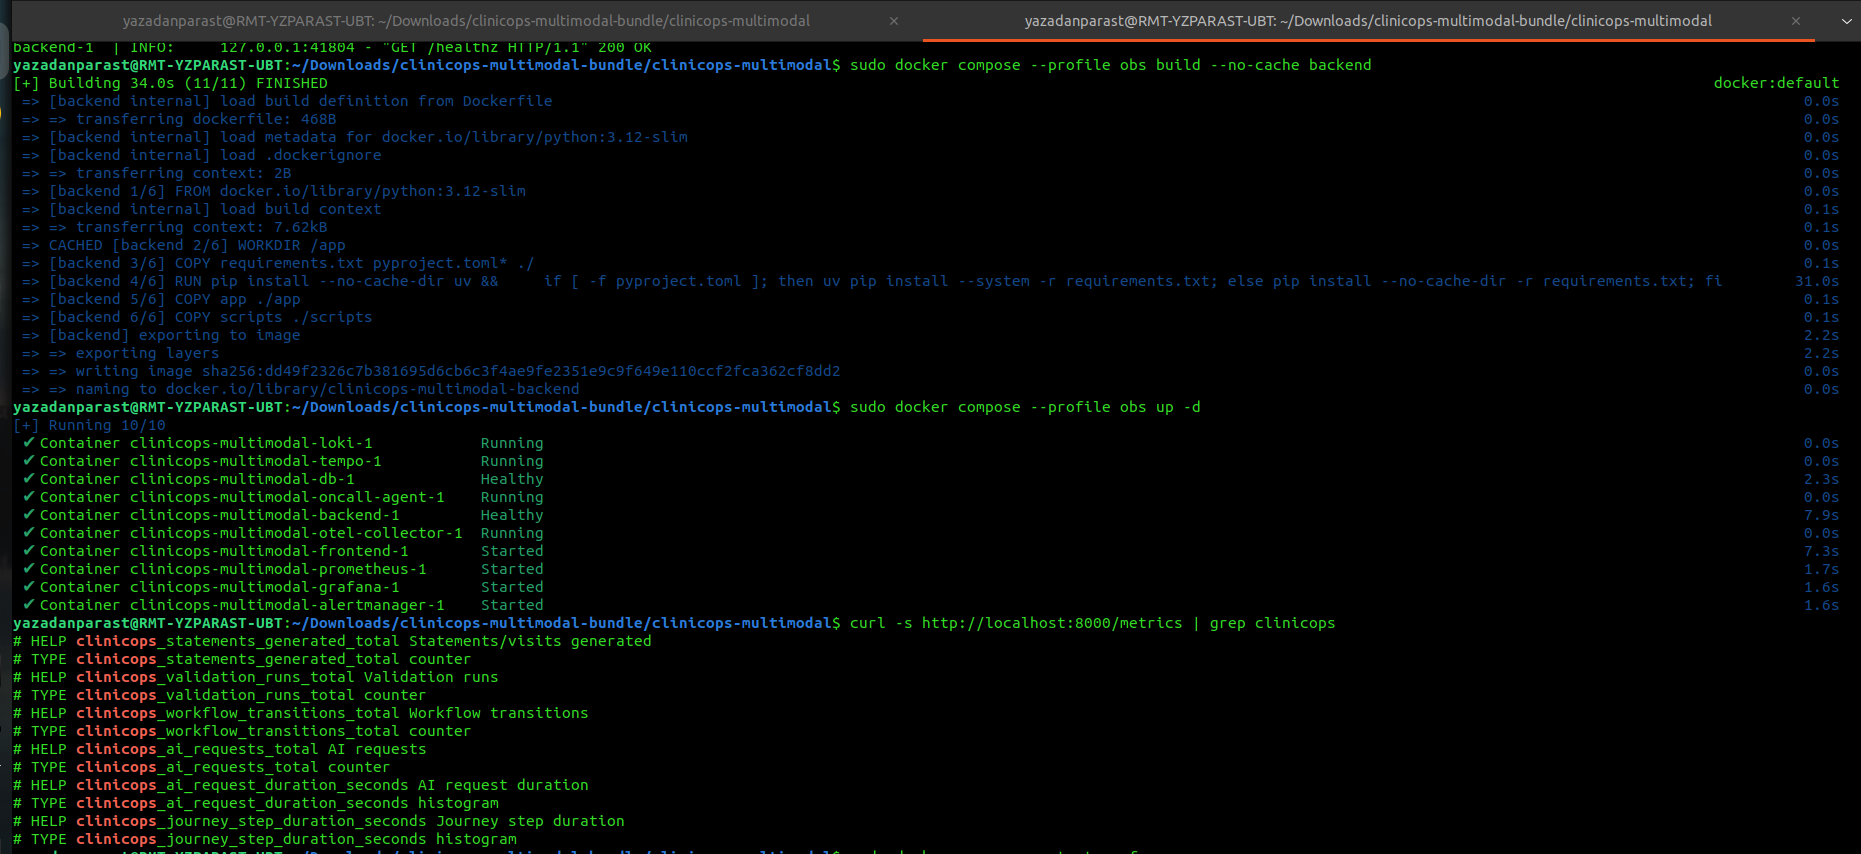 yazadanparast@RMT-YZPARAST-UBT: ~/Downloads/clinicops-multimodal-bundle/clinicops-multimodal × yazadanparast@RMT-YZPARAST-UBT: ~/Downloads/clinicops-multimodal-bundle/clinicops-multimodal ×
backend-1  | INFO:     127.0.0.1:41804 - "GET /healthz HTTP/1.1" 200 OK
yazadanparast@RMT-YZPARAST-UBT:~/Downloads/clinicops-multimodal-bundle/clinicops-multimodal$ sudo docker compose --profile obs build --no-cache backend
[+] Building 34.0s (11/11) FINISHED docker:default
=> [backend internal] load build definition from Dockerfile 0.0s
=> => transferring dockerfile: 468B 0.0s
=> [backend internal] load metadata for docker.io/library/python:3.12-slim 0.0s
=> [backend internal] load .dockerignore 0.0s
=> => transferring context: 2B 0.0s
=> [backend 1/6] FROM docker.io/library/python:3.12-slim 0.0s
=> [backend internal] load build context 0.1s
=> => transferring context: 7.62kB 0.1s
=> CACHED [backend 2/6] WORKDIR /app 0.0s
=> [backend 3/6] COPY requirements.txt pyproject.toml* ./ 0.1s
=> [backend 4/6] RUN pip install --no-cache-dir uv &&     if [ -f pyproject.toml ]; then uv pip install --system -r requirements.txt; else pip install --no-cache-dir -r requirements.txt; fi 31.0s
=> [backend 5/6] COPY app ./app 0.1s
=> [backend 6/6] COPY scripts ./scripts 0.1s
=> [backend] exporting to image 2.2s
=> => exporting layers 2.2s
=> => writing image sha256:dd49f2326c7b381695d6cb6c3f4ae9fe2351e9c9f649e110ccf2fca362cf8dd2 0.0s
=> => naming to docker.io/library/clinicops-multimodal-backend 0.0s
yazadanparast@RMT-YZPARAST-UBT:~/Downloads/clinicops-multimodal-bundle/clinicops-multimodal$ sudo docker compose --profile obs up -d
[+] Running 10/10
✔ Container clinicops-multimodal-loki-1 Running 0.0s
✔ Container clinicops-multimodal-tempo-1 Running 0.0s
✔ Container clinicops-multimodal-db-1 Healthy 2.3s
✔ Container clinicops-multimodal-oncall-agent-1 Running 0.0s
✔ Container clinicops-multimodal-backend-1 Healthy 7.9s
✔ Container clinicops-multimodal-otel-collector-1 Running 0.0s
✔ Container clinicops-multimodal-frontend-1 Started 7.3s
✔ Container clinicops-multimodal-prometheus-1 Started 1.7s
✔ Container clinicops-multimodal-grafana-1 Started 1.6s
✔ Container clinicops-multimodal-alertmanager-1 Started 1.6s
yazadanparast@RMT-YZPARAST-UBT:~/Downloads/clinicops-multimodal-bundle/clinicops-multimodal$ curl -s http://localhost:8000/metrics | grep clinicops
# HELP clinicops_statements_generated_total Statements/visits generated
# TYPE clinicops_statements_generated_total counter
# HELP clinicops_validation_runs_total Validation runs
# TYPE clinicops_validation_runs_total counter
# HELP clinicops_workflow_transitions_total Workflow transitions
# TYPE clinicops_workflow_transitions_total counter
# HELP clinicops_ai_requests_total AI requests
# TYPE clinicops_ai_requests_total counter
# HELP clinicops_ai_request_duration_seconds AI request duration
# TYPE clinicops_ai_request_duration_seconds histogram
# HELP clinicops_journey_step_duration_seconds Journey step duration
# TYPE clinicops_journey_step_duration_seconds histogram